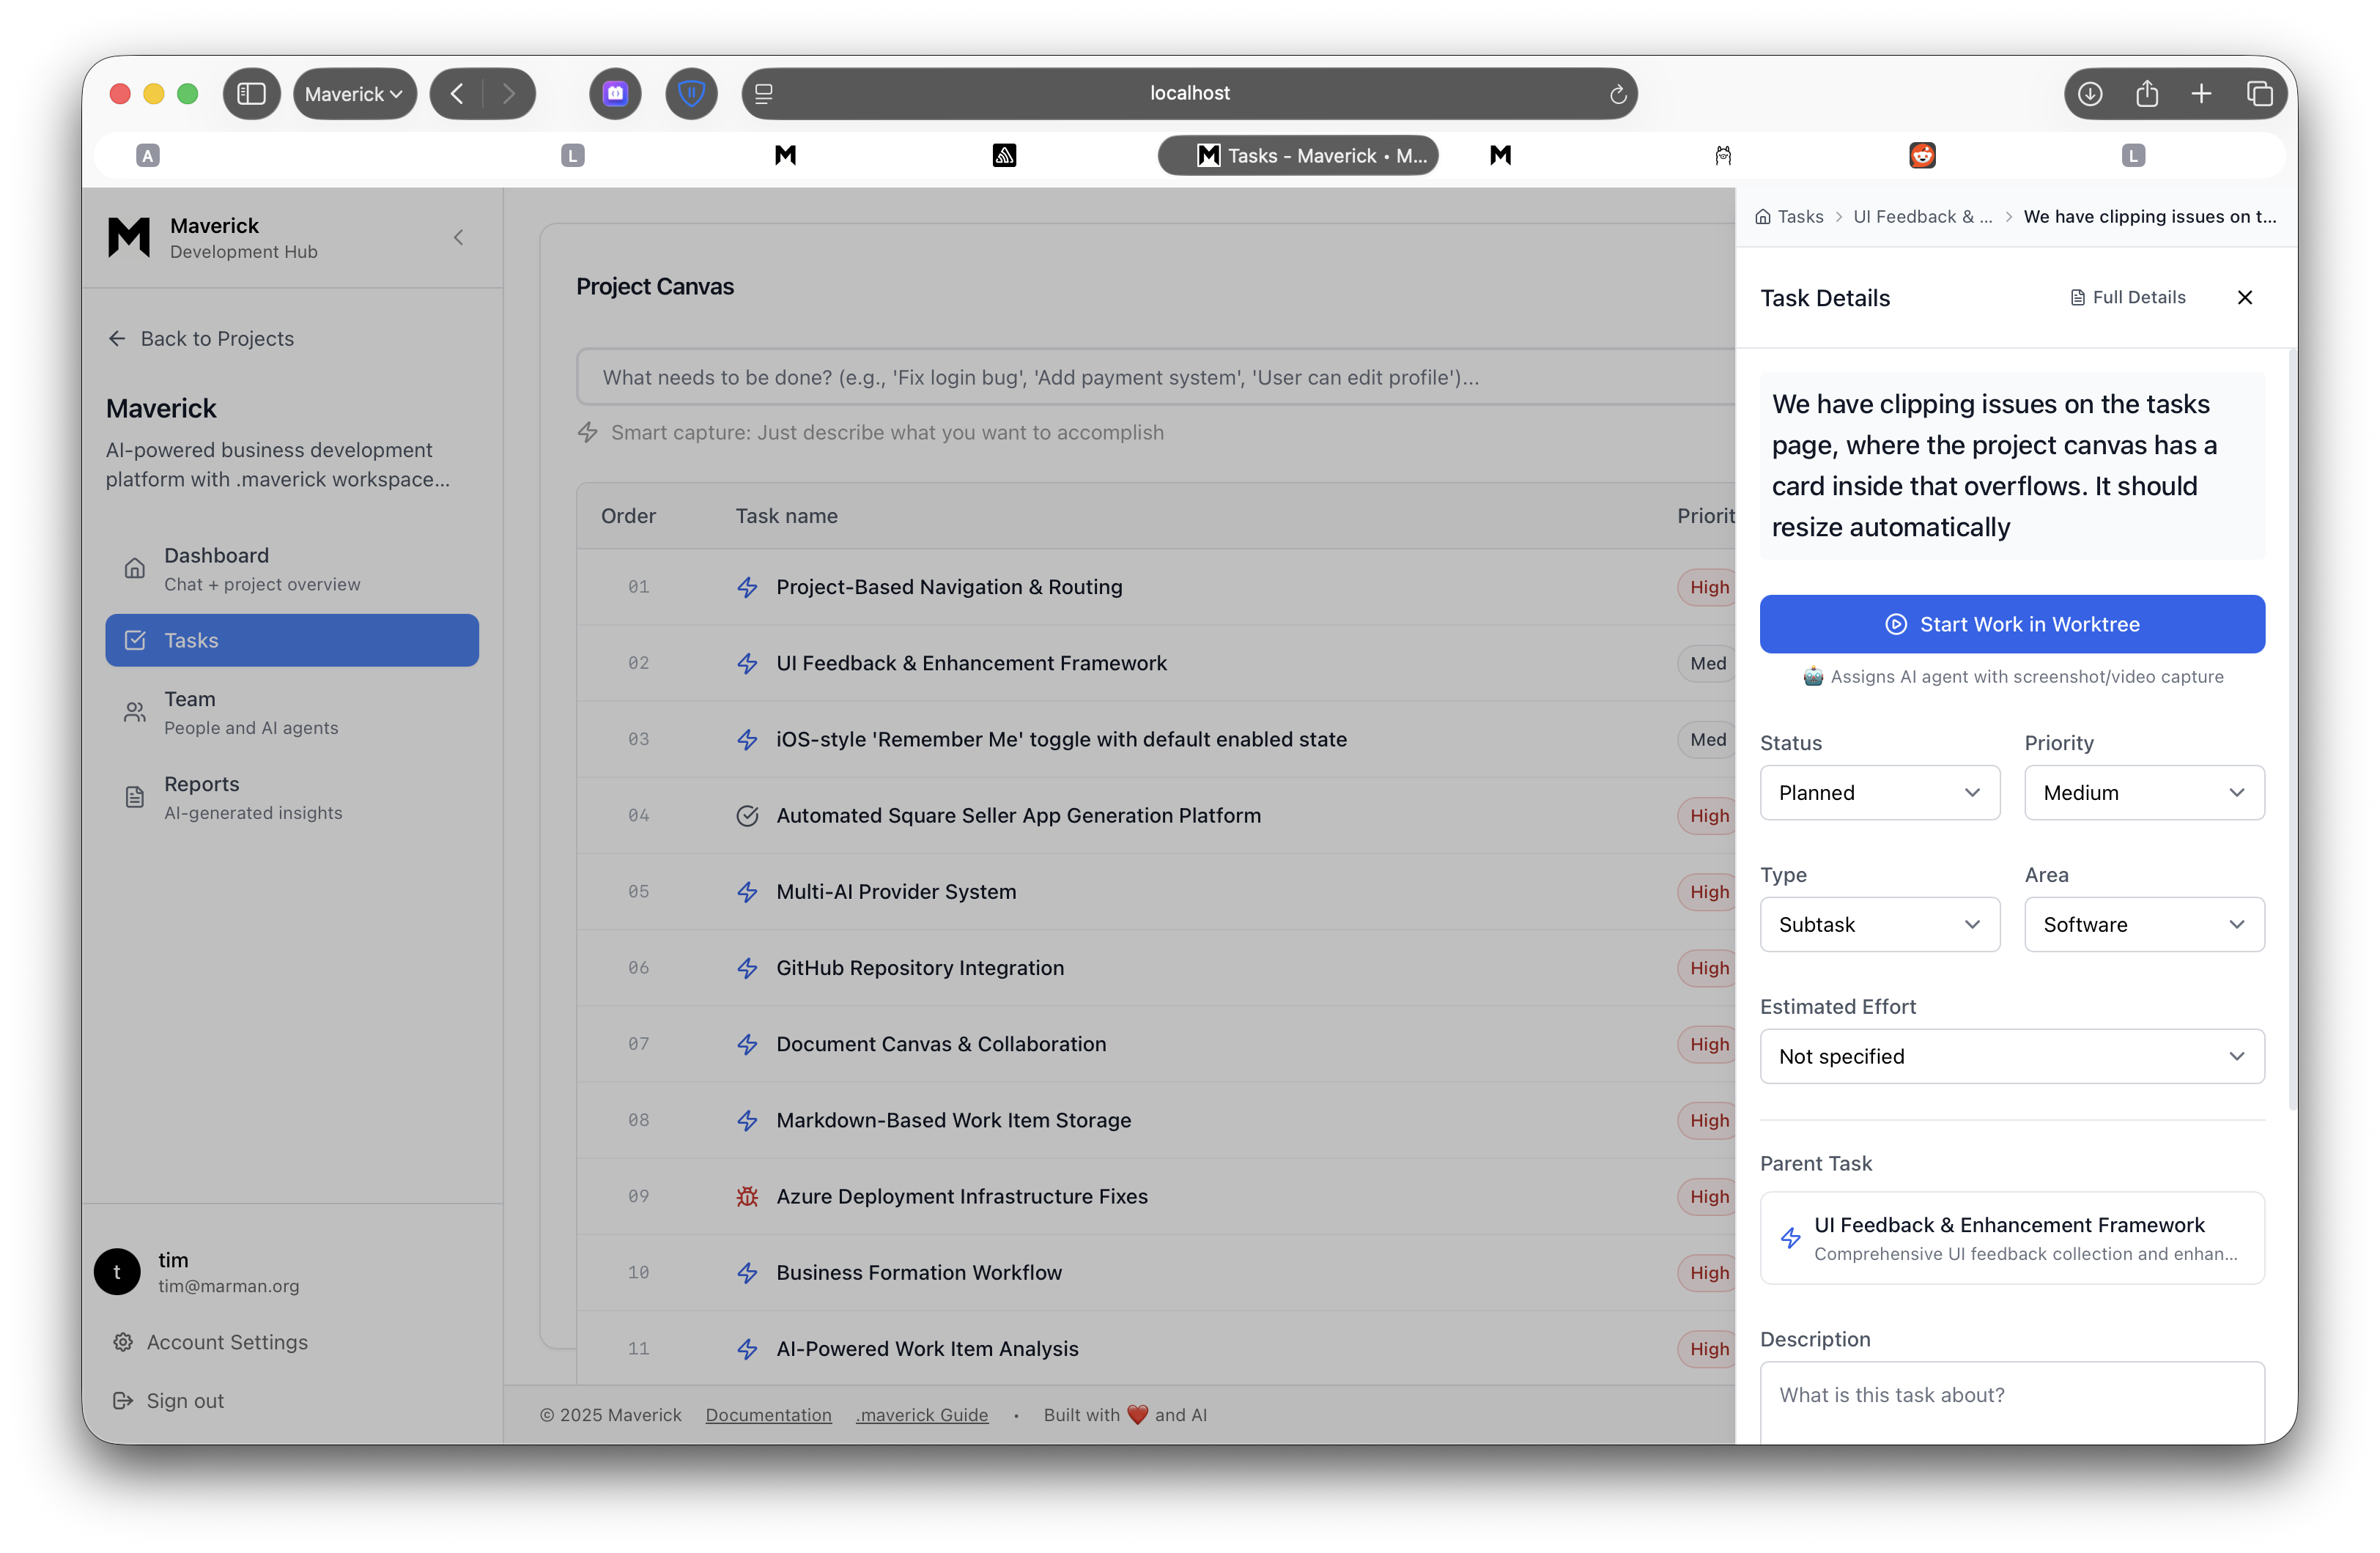 Maverick
localhost
A
L
Tasks - Maverick • M...
L
Maverick
Development Hub
Back to Projects
Maverick
AI-powered business development
platform with .maverick workspace...
Dashboard
Chat + project overview
Tasks
Team
People and AI agents
Reports
AI-generated insights
t
tim
tim@marman.org
Account Settings
Sign out
Project Canvas
What needs to be done? (e.g., 'Fix login bug', 'Add payment system', 'User can edit profile')...
Smart capture: Just describe what you want to accomplish
Order Task name Priorit
01 Project-Based Navigation & Routing High
02 UI Feedback & Enhancement Framework Med
03 iOS-style 'Remember Me' toggle with default enabled state Med
04 Automated Square Seller App Generation Platform High
05 Multi-AI Provider System High
06 GitHub Repository Integration High
07 Document Canvas & Collaboration High
08 Markdown-Based Work Item Storage High
09 Azure Deployment Infrastructure Fixes High
10 Business Formation Workflow High
11 AI-Powered Work Item Analysis High
© 2025 Maverick Documentation .maverick Guide • Built with ❤️ and AI
Tasks > UI Feedback & ... > We have clipping issues on t...
Task Details Full Details
We have clipping issues on the tasks
page, where the project canvas has a
card inside that overflows. It should
resize automatically
Start Work in Worktree
🤖 Assigns AI agent with screenshot/video capture
Status Priority
Planned Medium
Type Area
Subtask Software
Estimated Effort
Not specified
Parent Task
UI Feedback & Enhancement Framework
Comprehensive UI feedback collection and enhan...
Description
What is this task about?